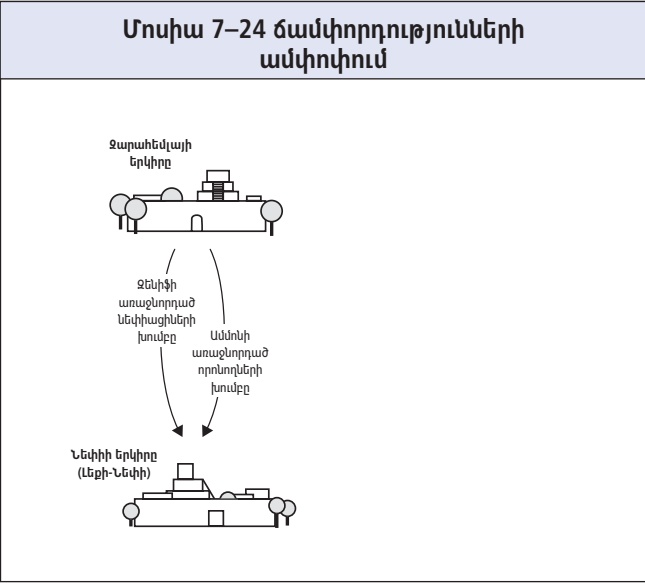 Մոսիա 7–24 ճամփորդությունների
ամփոփում
Զարահեմլայի
երկիրը
Զենիֆի
առաջնորդած
նեփիացիների
խումբը
Ամմոնի
առաջնորդած
որոնողների
խումբը
Նեփիի երկիրը
(Լեքի-Նեփի)